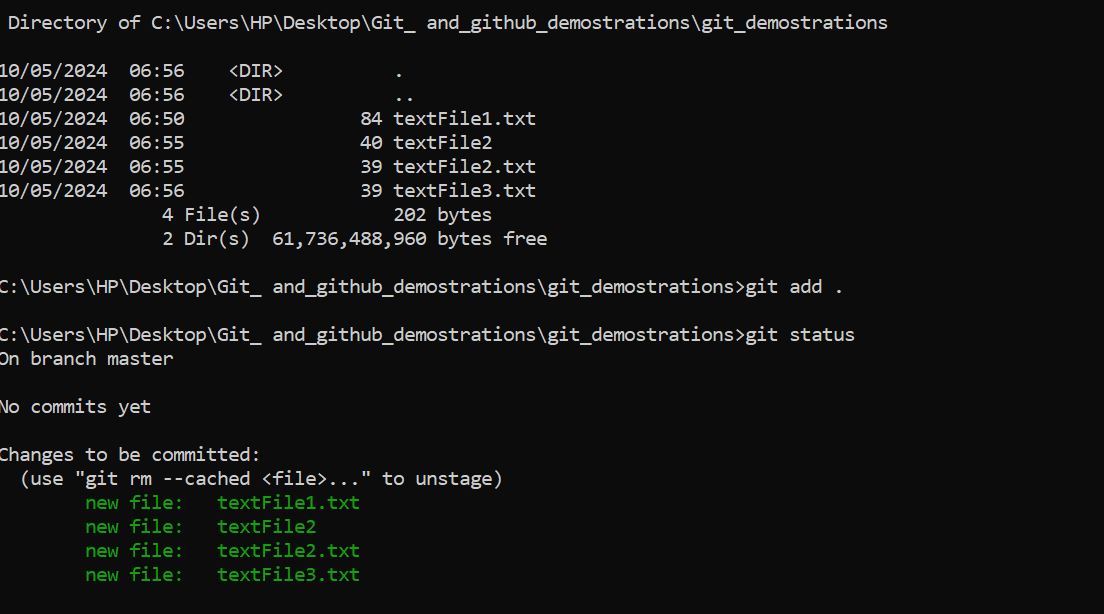 Directory of C:\Users\HP\Desktop\Git_ and_github_demostrations\git_demostrations
10/05/2024  06:56    <DIR>          .
10/05/2024  06:56    <DIR>          ..
10/05/2024  06:50                84 textFile1.txt
10/05/2024  06:55                40 textFile2
10/05/2024  06:55                39 textFile2.txt
10/05/2024  06:56                39 textFile3.txt
4 File(s)            202 bytes
2 Dir(s)  61,736,488,960 bytes free
C:\Users\HP\Desktop\Git_ and_github_demostrations\git_demostrations>git add .
C:\Users\HP\Desktop\Git_ and_github_demostrations\git_demostrations>git status
On branch master
No commits yet
Changes to be committed:
(use "git rm --cached <file>..." to unstage)
new file:   textFile1.txt
new file:   textFile2
new file:   textFile2.txt
new file:   textFile3.txt